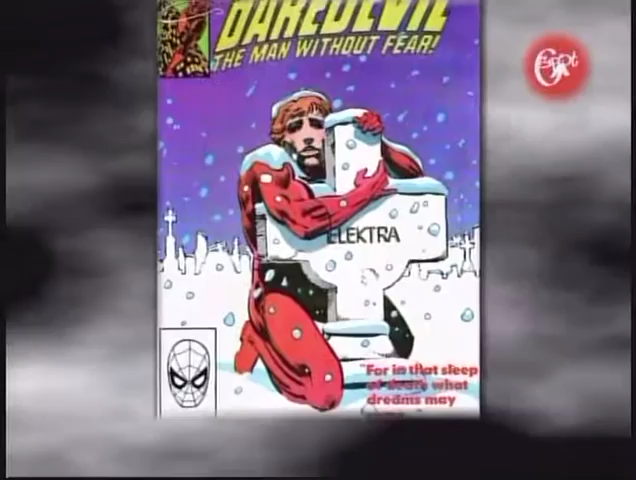 DAREDEVIL
THE MAN WITHOUT FEAR!
ELEKTRA
"For in that sleep
of death what
dreams may